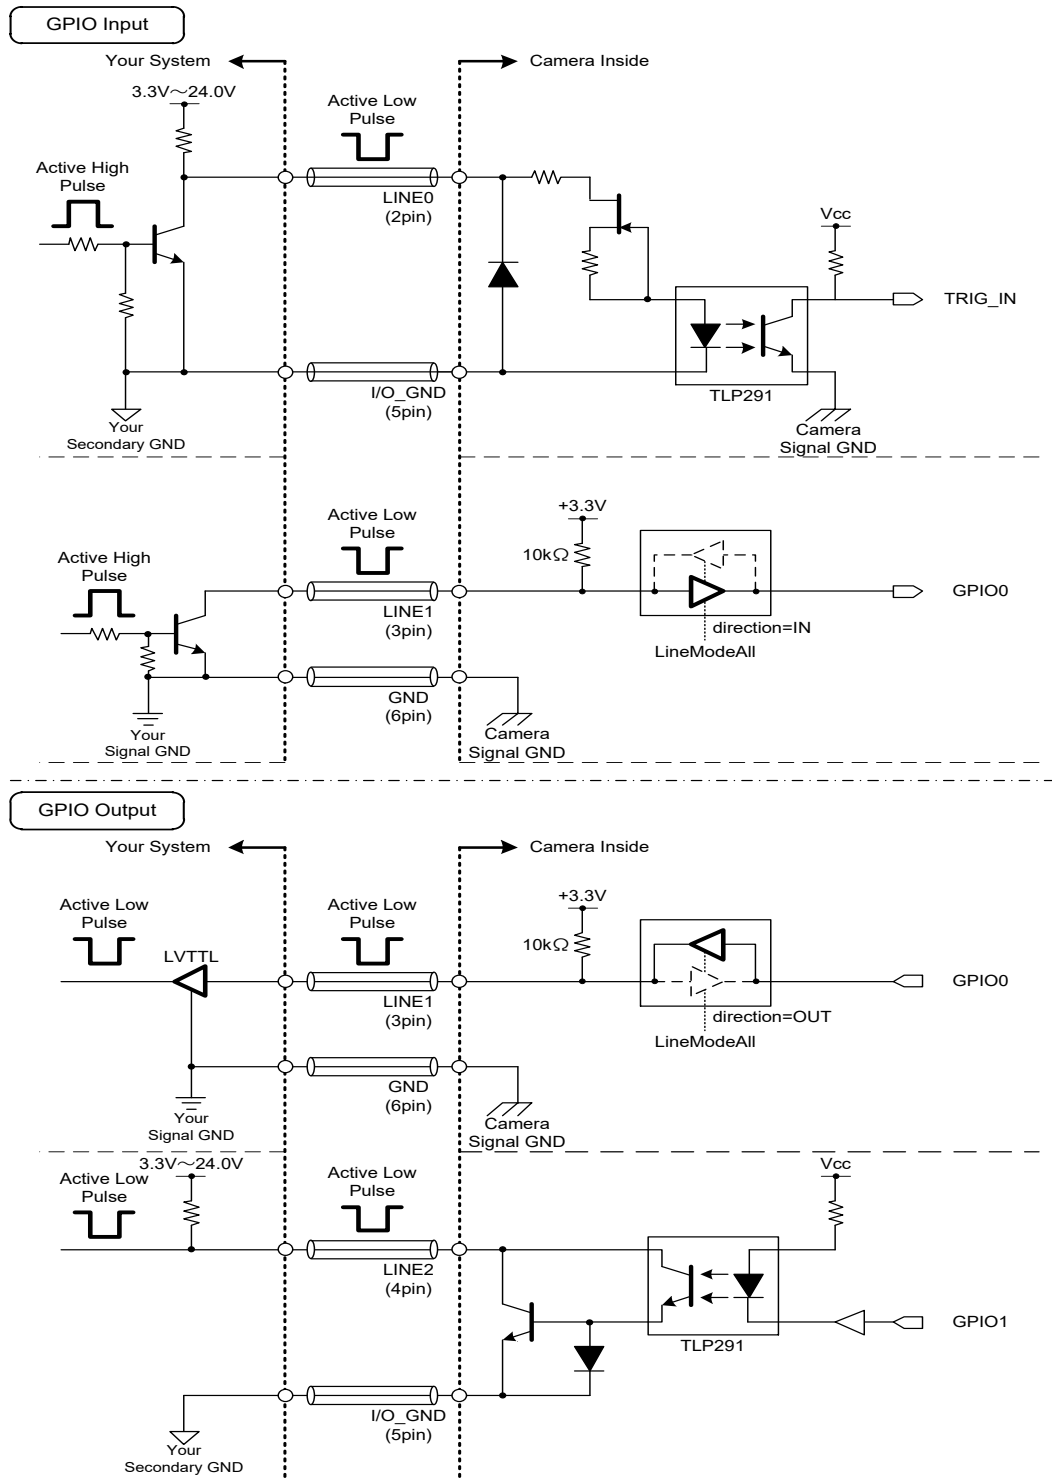 GPIO Input
Your System
Camera Inside
3.3V～24.0V
Active Low
Pulse
Active High
Pulse
LINE0
(2pin)
Vcc
TRIG_IN
TLP291
I/O_GND
(5pin)
Your
Secondary GND
Camera
Signal GND
Active Low
Pulse
+3.3V
10kΩ
Active High
Pulse
LINE1
(3pin)
GPIO0
direction=IN
LineModeAll
GND
(6pin)
Your
Signal GND
Camera
Signal GND
GPIO Output
Your System
Camera Inside
Active Low
Pulse
Active Low
Pulse
+3.3V
10kΩ
LVTTL
LINE1
(3pin)
GPIO0
direction=OUT
LineModeAll
GND
(6pin)
Your
Signal GND
Camera
Signal GND
3.3V～24.0V
Active Low
Pulse
Active Low
Pulse
Vcc
LINE2
(4pin)
GPIO1
TLP291
I/O_GND
(5pin)
Your
Secondary GND